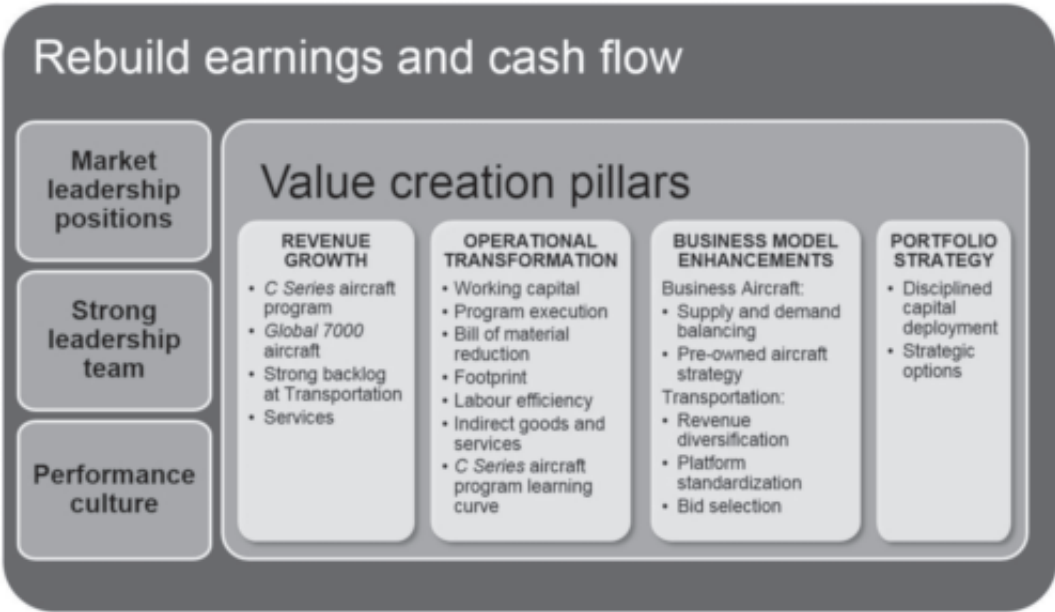 Rebuild earnings and cash flow
Market
leadership
positions
Strong
leadership
team
Performance
culture
Value creation pillars
REVENUE
GROWTH
• C Series aircraft
program
• Global 7000
aircraft
• Strong backlog
at Transportation
• Services
OPERATIONAL
TRANSFORMATION
• Working capital
• Program execution
• Bill of material
reduction
• Footprint
• Labour efficiency
• Indirect goods and
services
• C Series aircraft
program learning
curve
BUSINESS MODEL
ENHANCEMENTS
Business Aircraft:
• Supply and demand
balancing
• Pre-owned aircraft
strategy
Transportation:
• Revenue
diversification
• Platform
standardization
• Bid selection
PORTFOLIO
STRATEGY
• Disciplined
capital
deployment
• Strategic
options